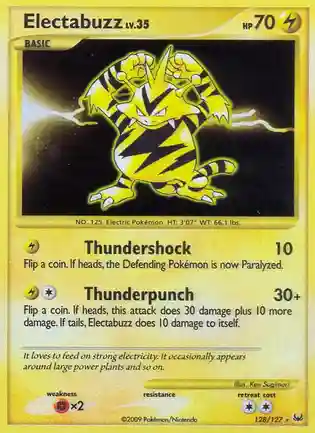 Electabuzz LV.35 HP 70
BASIC
NO. 125 Electric Pokémon HT: 3'07" WT: 66.1 lbs.
Thundershock 10
Flip a coin. If heads, the Defending Pokémon is now Paralyzed.
Thunderpunch 30+
Flip a coin. If heads, this attack does 30 damage plus 10 more
damage. If tails, Electabuzz does 10 damage to itself.
It loves to feed on strong electricity. It occasionally appears
around large power plants and so on.
Illus. Ken Sugimori
weakness resistance retreat cost
×2
©2009 Pokémon/Nintendo 128/127